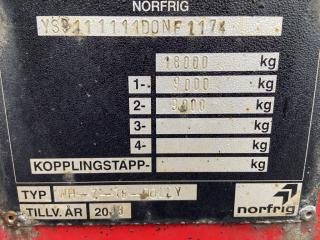 NORFRIG
18000 kg
1- 9000 kg
2- 9000 kg
3- kg
4- kg
KOPPLINGSTAPP- kg
TYP
TILLV. ÅR norfrig